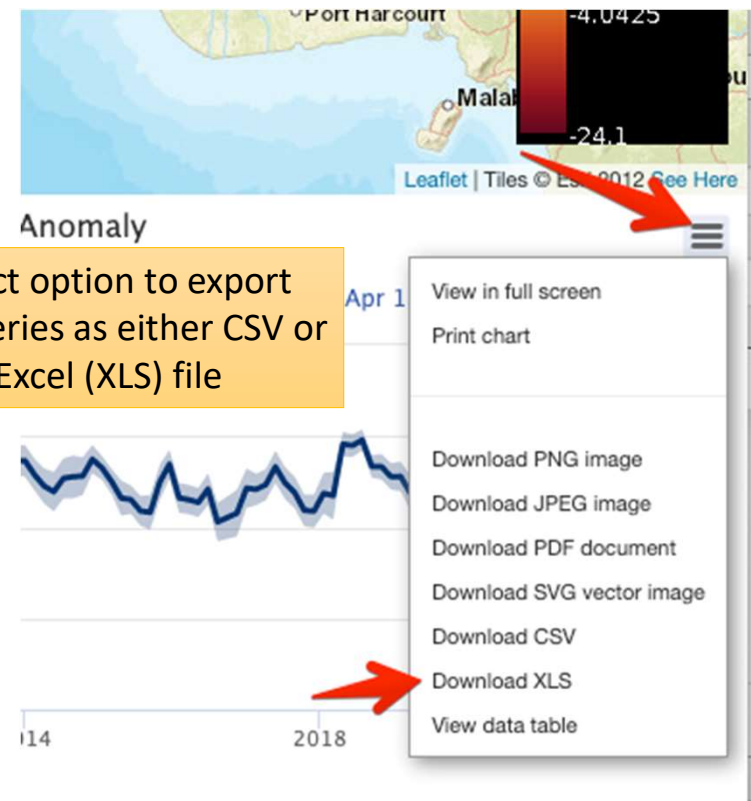 Port Harcourt
-4.0425
Mala
-24.1
Leaflet | Tiles © Esri 2012 See Here
Anomaly
ct option to export
eries as either CSV or
Excel (XLS) file
Apr 1
View in full screen
Print chart
Download PNG image
Download JPEG image
Download PDF document
Download SVG vector image
Download CSV
Download XLS
View data table
14
2018